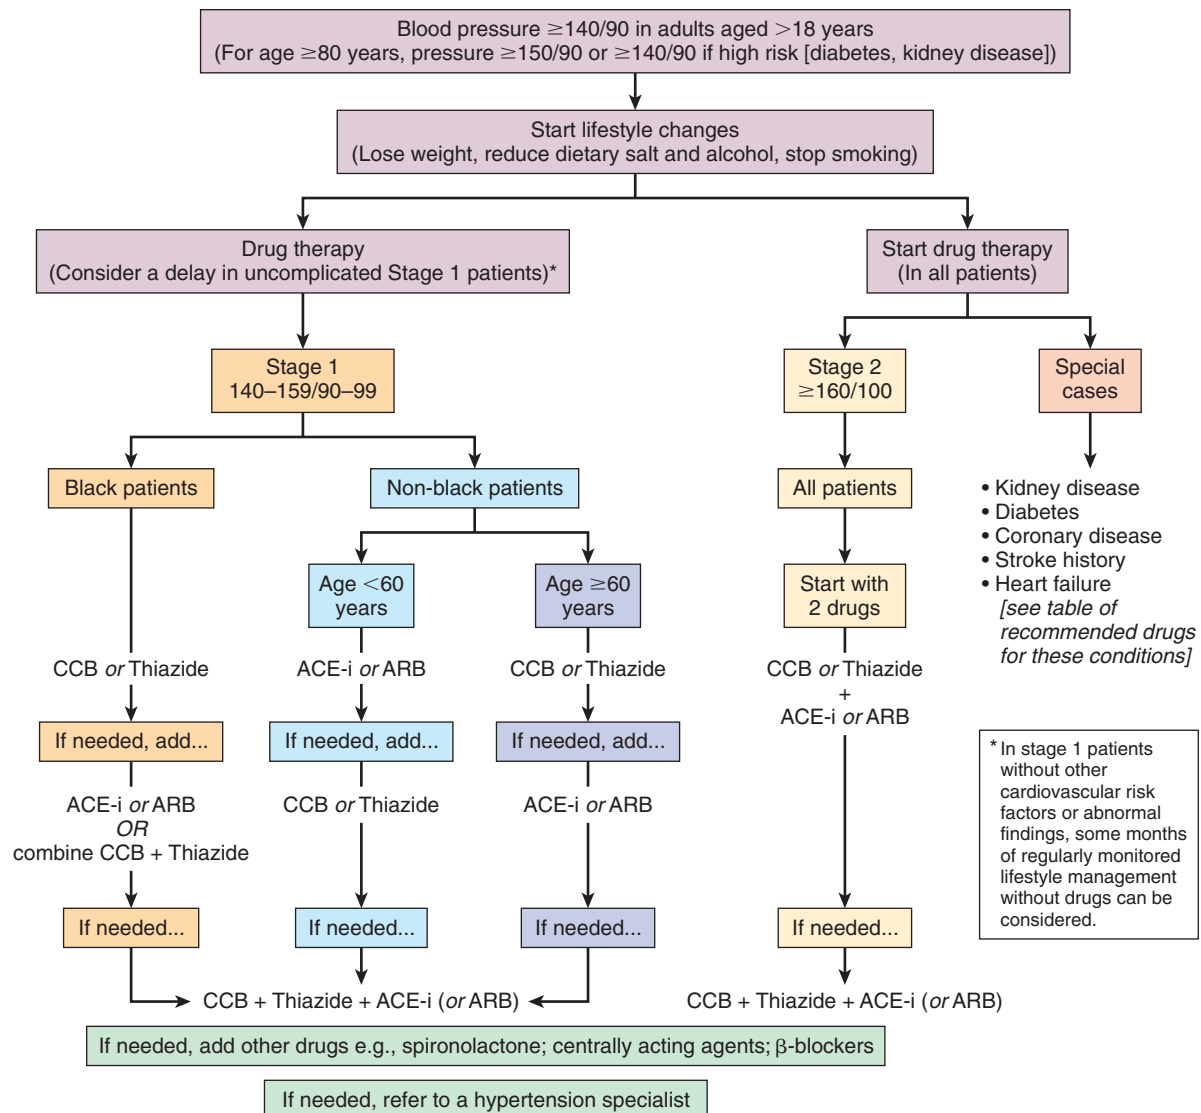 Blood pressure ≥140/90 in adults aged >18 years
(For age ≥80 years, pressure ≥150/90 or ≥140/90 if high risk [diabetes, kidney disease])
Start lifestyle changes
(Lose weight, reduce dietary salt and alcohol, stop smoking)
Drug therapy
(Consider a delay in uncomplicated Stage 1 patients)*
Start drug therapy
(In all patients)
Stage 1
140–159/90–99
Stage 2
≥160/100
Special
cases
Black patients
Non-black patients
All patients
• Kidney disease
• Diabetes
• Coronary disease
• Stroke history
• Heart failure
[see table of
recommended drugs
for these conditions]
Age <60
years
Age ≥60
years
Start with
2 drugs
CCB or Thiazide
ACE-i or ARB
CCB or Thiazide
CCB or Thiazide
+
ACE-i or ARB
If needed, add...
If needed, add...
If needed, add...
ACE-i or ARB
OR
combine CCB + Thiazide
CCB or Thiazide
ACE-i or ARB
* In stage 1 patients
without other
cardiovascular risk
factors or abnormal
findings, some months
of regularly monitored
lifestyle management
without drugs can be
considered.
If needed...
If needed...
If needed...
If needed...
CCB + Thiazide + ACE-i (or ARB)
CCB + Thiazide + ACE-i (or ARB)
If needed, add other drugs e.g., spironolactone; centrally acting agents; β-blockers
If needed, refer to a hypertension specialist